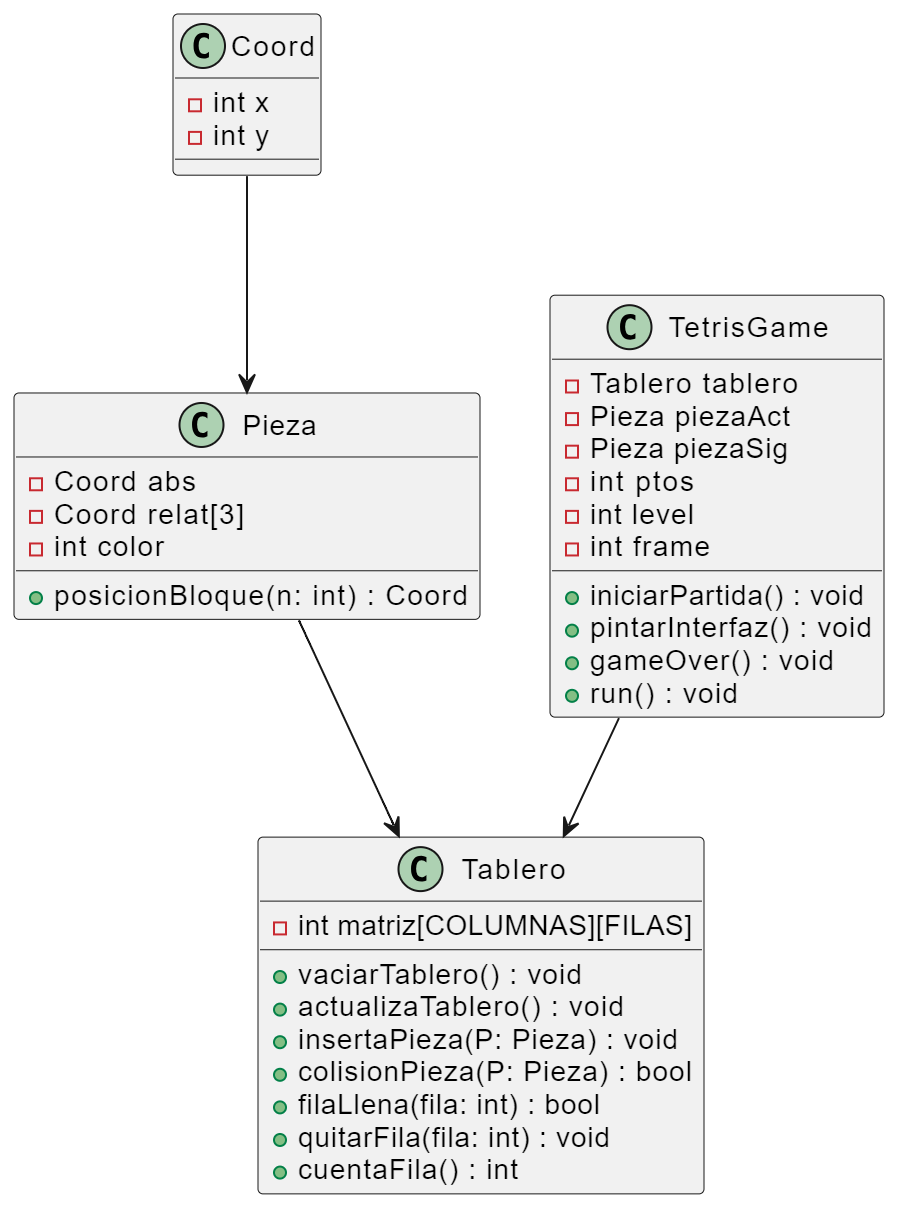 C Coord
int x
int y
C TetrisGame
Tablero tablero
Pieza piezaAct
Pieza piezaSig
int ptos
int level
int frame
iniciarPartida() : void
pintarInterfaz() : void
gameOver() : void
run() : void
C Pieza
Coord abs
Coord relat[3]
int color
posicionBloque(n: int) : Coord
C Tablero
int matriz[COLUMNAS][FILAS]
vaciarTablero() : void
actualizaTablero() : void
insertaPieza(P: Pieza) : void
colisionPieza(P: Pieza) : bool
filaLlena(fila: int) : bool
quitarFila(fila: int) : void
cuentaFila() : int